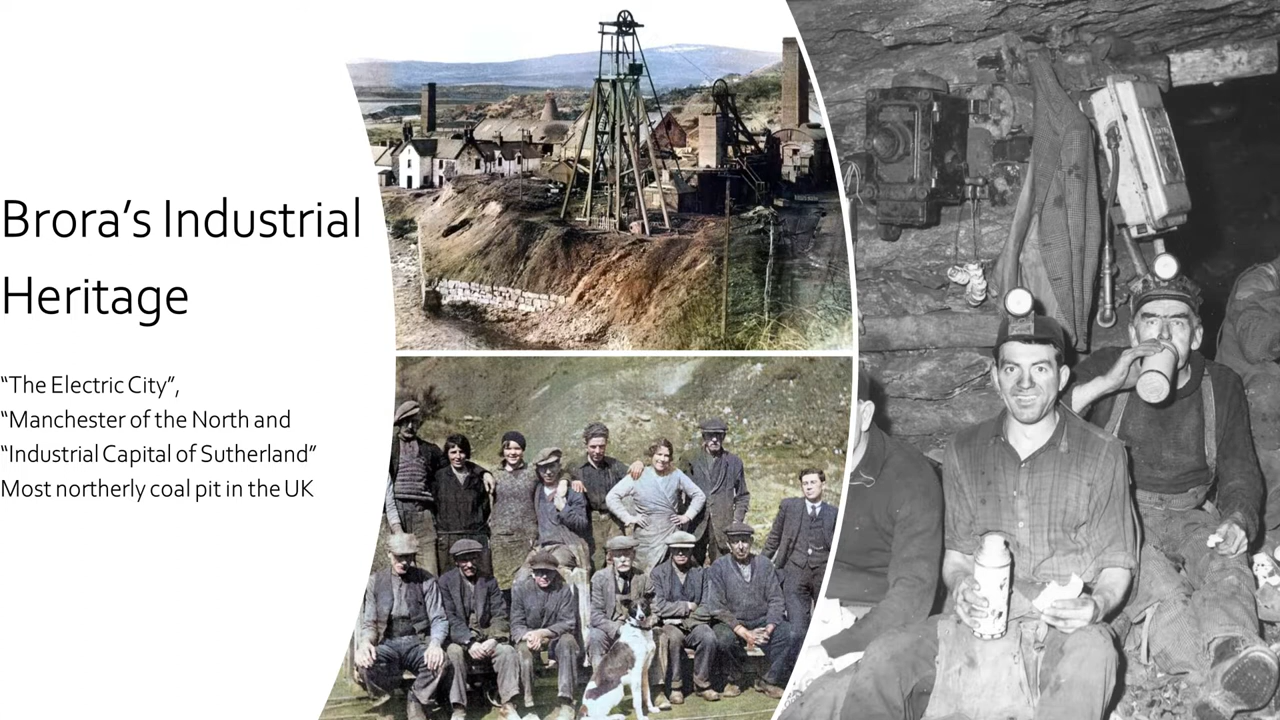 Brora’s Industrial
Heritage
“The Electric City”,
“Manchester of the North and
“Industrial Capital of Sutherland”
Most northerly coal pit in the UK